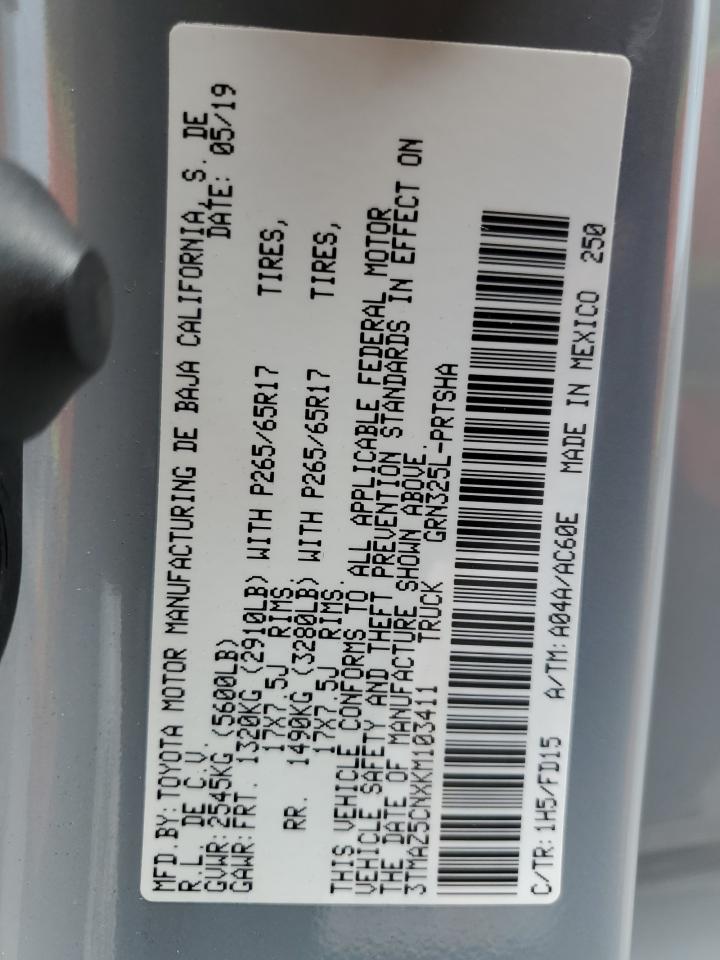 MFD.BY:TOYOTA MOTOR MANUFACTURING DE BAJA CALIFORNIA, S. DE
R.L. DE C.V. DATE: 05/19
GVWR:2545KG (5600LB)
GAWR:FRT. 1320KG (2910LB) WITH P265/65R17 TIRES,
17X7.5J RIMS.
RR. 1490KG (3280LB) WITH P265/65R17 TIRES,
17X7.5J RIMS.
THIS VEHICLE CONFORMS TO ALL APPLICABLE FEDERAL MOTOR
VEHICLE SAFETY AND THEFT PREVENTION STANDARDS IN EFFECT ON
THE DATE OF MANUFACTURE SHOWN ABOVE.
3TMAZ5CNXKM103411 TRUCK GRN325L-PRTSHA
C/TR:1H5/FD15 A/TM:A04A/AC60E MADE IN MEXICO 250